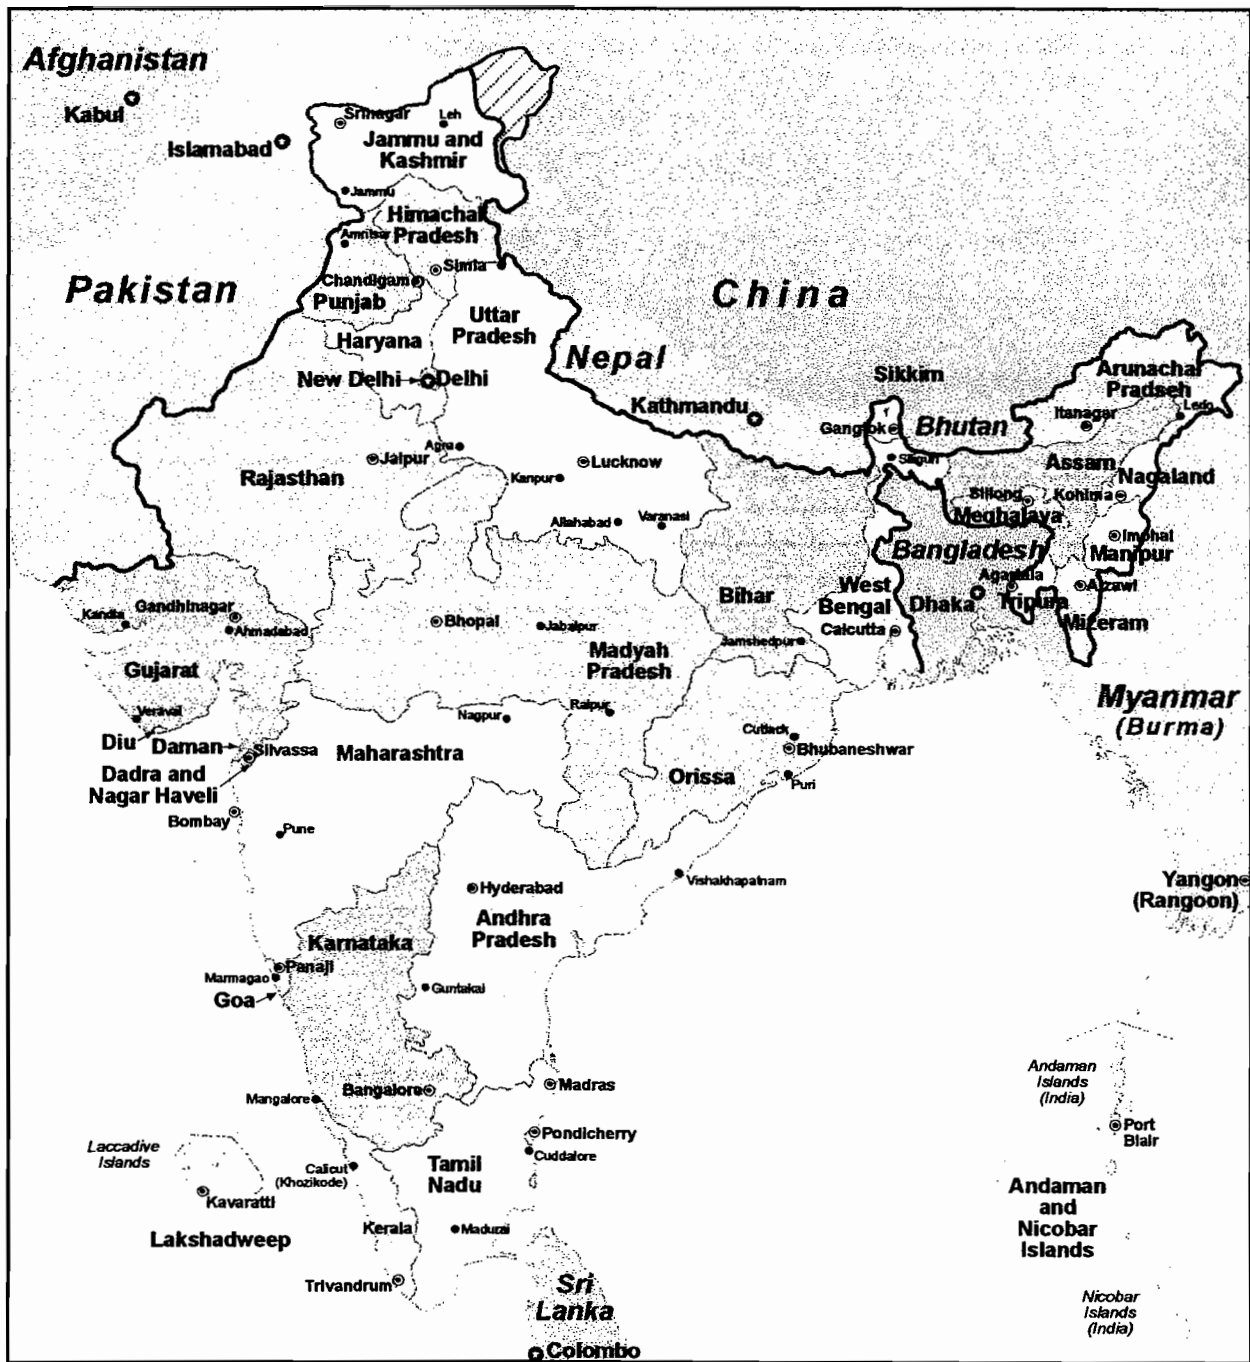 Afghanistan
Kabul
Islamabad
Srinagar
Leh
Jammu and
Kashmir
Jammu
Himachal
Pradesh
Amritsar
Simla
Chandigarh
Punjab
Pakistan
China
Uttar
Pradesh
Haryana
Nepal
New Delhi
Delhi
Sikkim
Arunachal
Pradseh
Kathmandu
Itanagar
Ledo
Gangtok
Bhutan
Agra
Jaipur
Lucknow
Siliguri
Assam
Rajasthan
Kanpur
Nagaland
Shillong
Kohima
Meghalaya
Allahabad
Varanasi
Imphal
Bangladesh
Manipur
Agartala
West
Bengal
Bihar
Dhaka
Tripura
Aizawl
Kandla
Gandhinagar
Ahmadabad
Bhopal
Jabalpur
Calcutta
Mizeram
Jamshedpur
Gujarat
Madyah
Pradesh
Myanmar
(Burma)
Veraval
Nagpur
Raipur
Cuttack
Diu
Daman
Silvassa
Maharashtra
Bhubaneshwar
Dadra and
Nagar Haveli
Orissa
Puri
Bombay
Pune
Vishakhapatnam
Yangon
(Rangoon)
Hyderabad
Andhra
Pradesh
Karnataka
Panaji
Marmagao
Goa
Guntakal
Andaman
Islands
(India)
Bangalore
Madras
Mangalore
Port
Blair
Pondicherry
Cuddalore
Laccadive
Islands
Calicut
(Khozikode)
Tamil
Nadu
Kavaratti
Andaman
and
Nicobar
Islands
Lakshadweep
Kerala
Madurai
Trivandrum
Sri
Lanka
Nicobar
Islands
(India)
Colombo